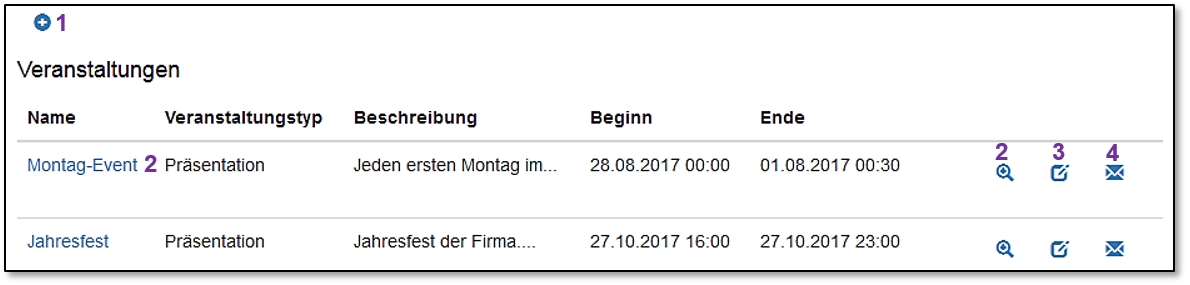 1
Veranstaltungen
Name Veranstaltungstyp Beschreibung Beginn Ende
2 3 4
Montag-Event 2 Präsentation Jeden ersten Montag im... 28.08.2017 00:00 01.08.2017 00:30
Jahresfest Präsentation Jahresfest der Firma.... 27.10.2017 16:00 27.10.2017 23:00